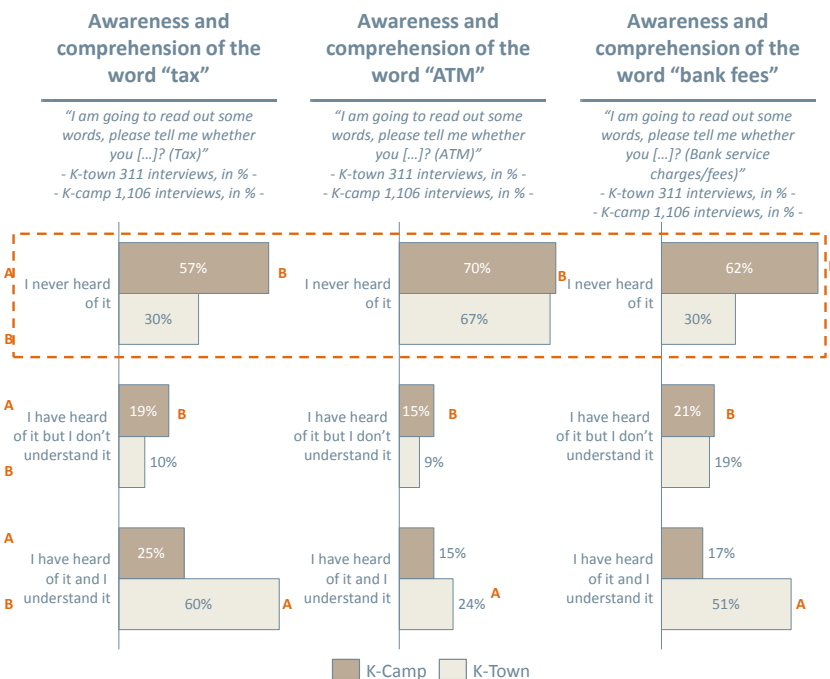 Awareness and
comprehension of the
word “tax”
“I am going to read out some
words, please tell me whether
you […]? (Tax)”
- K-town 311 interviews, in % -
- K-camp 1,106 interviews, in % -
Awareness and
comprehension of the
word “ATM”
“I am going to read out some
words, please tell me whether
you […]? (ATM)”
- K-town 311 interviews, in % -
- K-camp 1,106 interviews, in % -
Awareness and
comprehension of the
word “bank fees”
“I am going to read out some
words, please tell me whether
you […]? (Bank service
charges/fees)”
- K-town 311 interviews, in % -
- K-camp 1,106 interviews, in % -
A
B
I never heard
of it
57%
B
30%
I never heard
of it
70%
B
67%
I never heard
of it
62%
30%
A
B
I have heard
of it but I don’t
understand it
19%
B
10%
I have heard
of it but I don’t
understand it
15%
B
9%
I have heard
of it but I don’t
understand it
21%
B
19%
A
B
I have heard
of it and I
understand it
25%
60%
A
I have heard
of it and I
understand it
15%
24%
A
I have heard
of it and I
understand it
17%
51%
A
K-Camp
K-Town